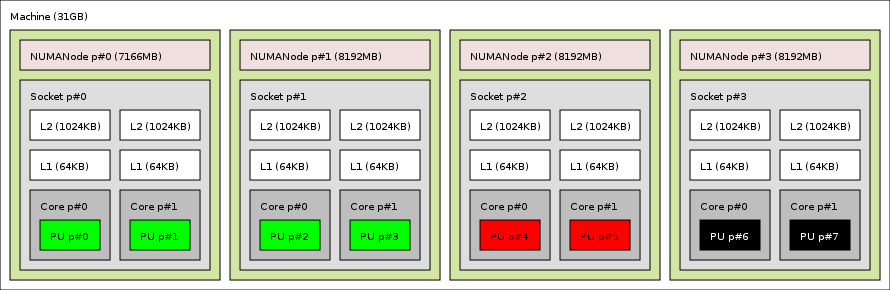 Machine (31GB)
NUMANode p#0 (7166MB)
NUMANode p#1 (8192MB)
NUMANode p#2 (8192MB)
NUMANode p#3 (8192MB)
Socket p#0
Socket p#1
Socket p#2
Socket p#3
L2 (1024KB)
L2 (1024KB)
L2 (1024KB)
L2 (1024KB)
L2 (1024KB)
L2 (1024KB)
L2 (1024KB)
L2 (1024KB)
L1 (64KB)
L1 (64KB)
L1 (64KB)
L1 (64KB)
L1 (64KB)
L1 (64KB)
L1 (64KB)
L1 (64KB)
Core p#0
Core p#1
Core p#0
Core p#1
Core p#0
Core p#1
Core p#0
Core p#1
PU p#0
PU p#1
PU p#2
PU p#3
PU p#4
PU p#5
PU p#6
PU p#7